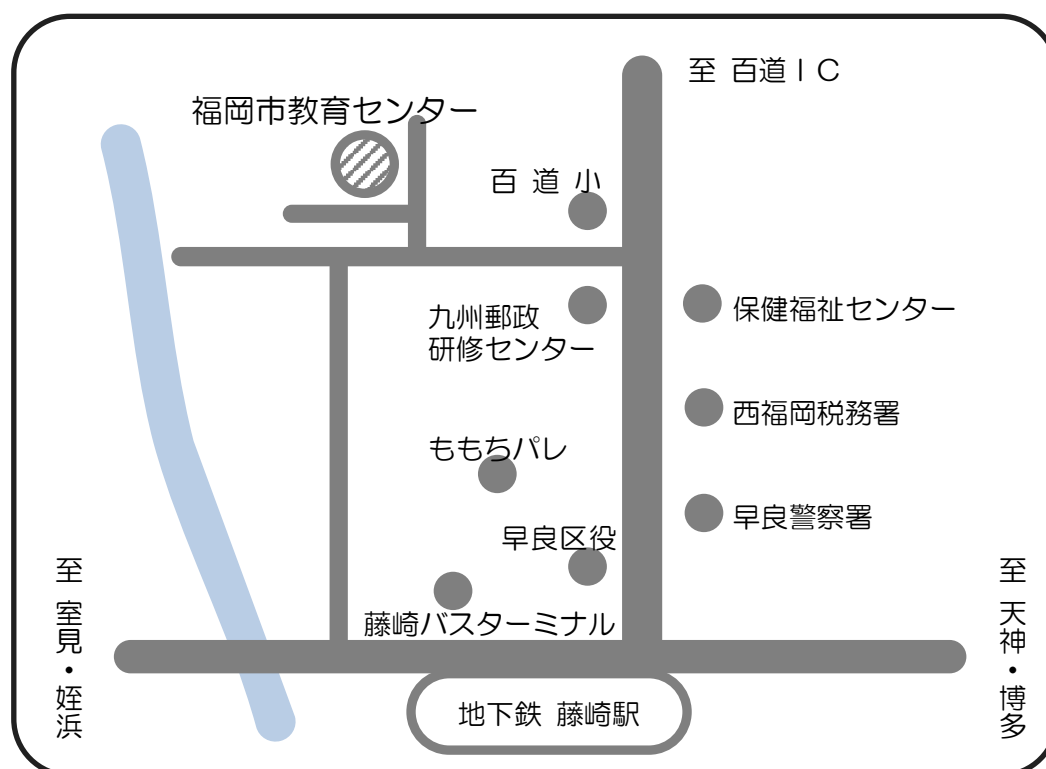 至 百道IC
福岡市教育センター
百 道 小
九州郵政
研修センター
保健福祉センター
西福岡税務署
ももちパレ
早良警察署
早良区役
藤崎バスターミナル
至 室見・姪浜
至 天神・博多
地下鉄 藤崎駅